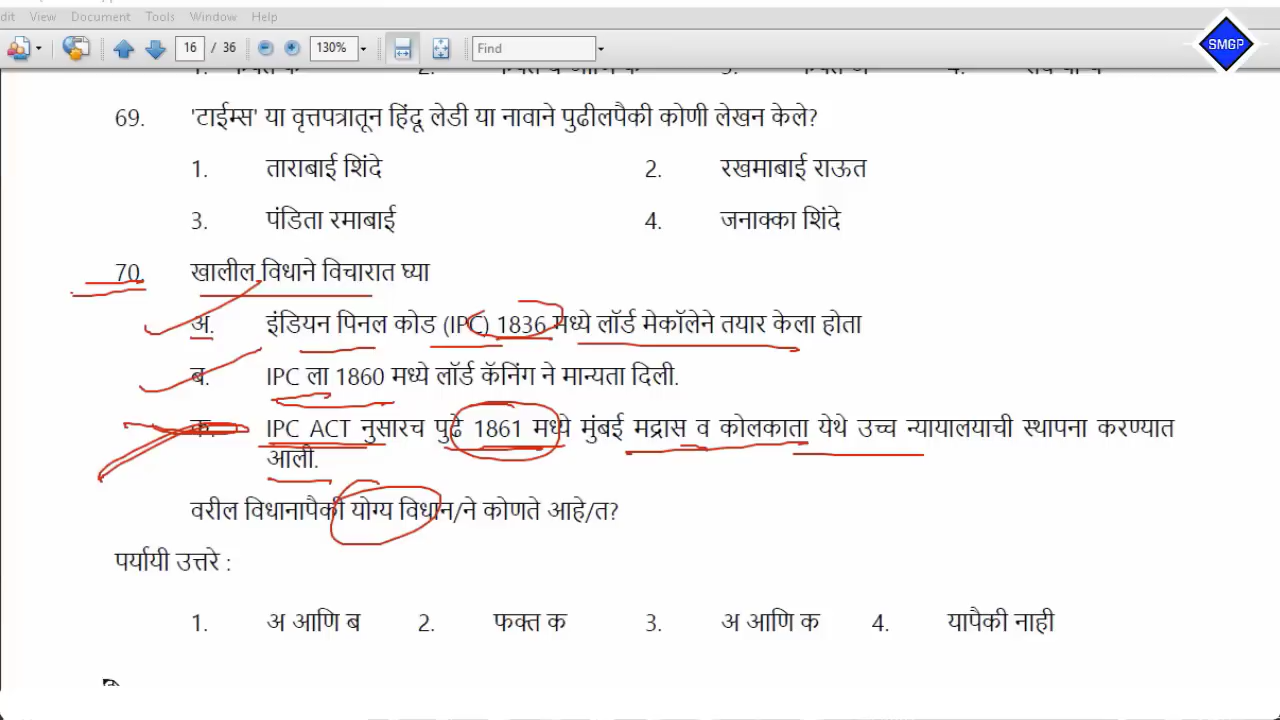 View Document Tools Window Help
16 / 36 130% Find
SMGP
69. 'टाईम्स' या वृत्तपत्रातून हिंदू लेडी या नावाने पुढीलपैकी कोणी लेखन केले?
1. ताराबाई शिंदे 2. रखमाबाई राऊत
3. पंडिता रमाबाई 4. जनाक्का शिंदे
70. खालील विधाने विचारात घ्या
अ. इंडियन पिनल कोड (IPC) 1836 मध्ये लॉर्ड मेकॉलेने तयार केला होता
ब. IPC ला 1860 मध्ये लॉर्ड कॅनिंग ने मान्यता दिली.
क. IPC ACT नुसारच पुढे 1861 मध्ये मुंबई मद्रास व कोलकाता येथे उच्च न्यायालयाची स्थापना करण्यात
आली.
वरील विधानापैकी योग्य विधान/ने कोणते आहे/त?
पर्यायी उत्तरे :
1. अ आणि ब 2. फक्त क 3. अ आणि क 4. यापैकी नाही